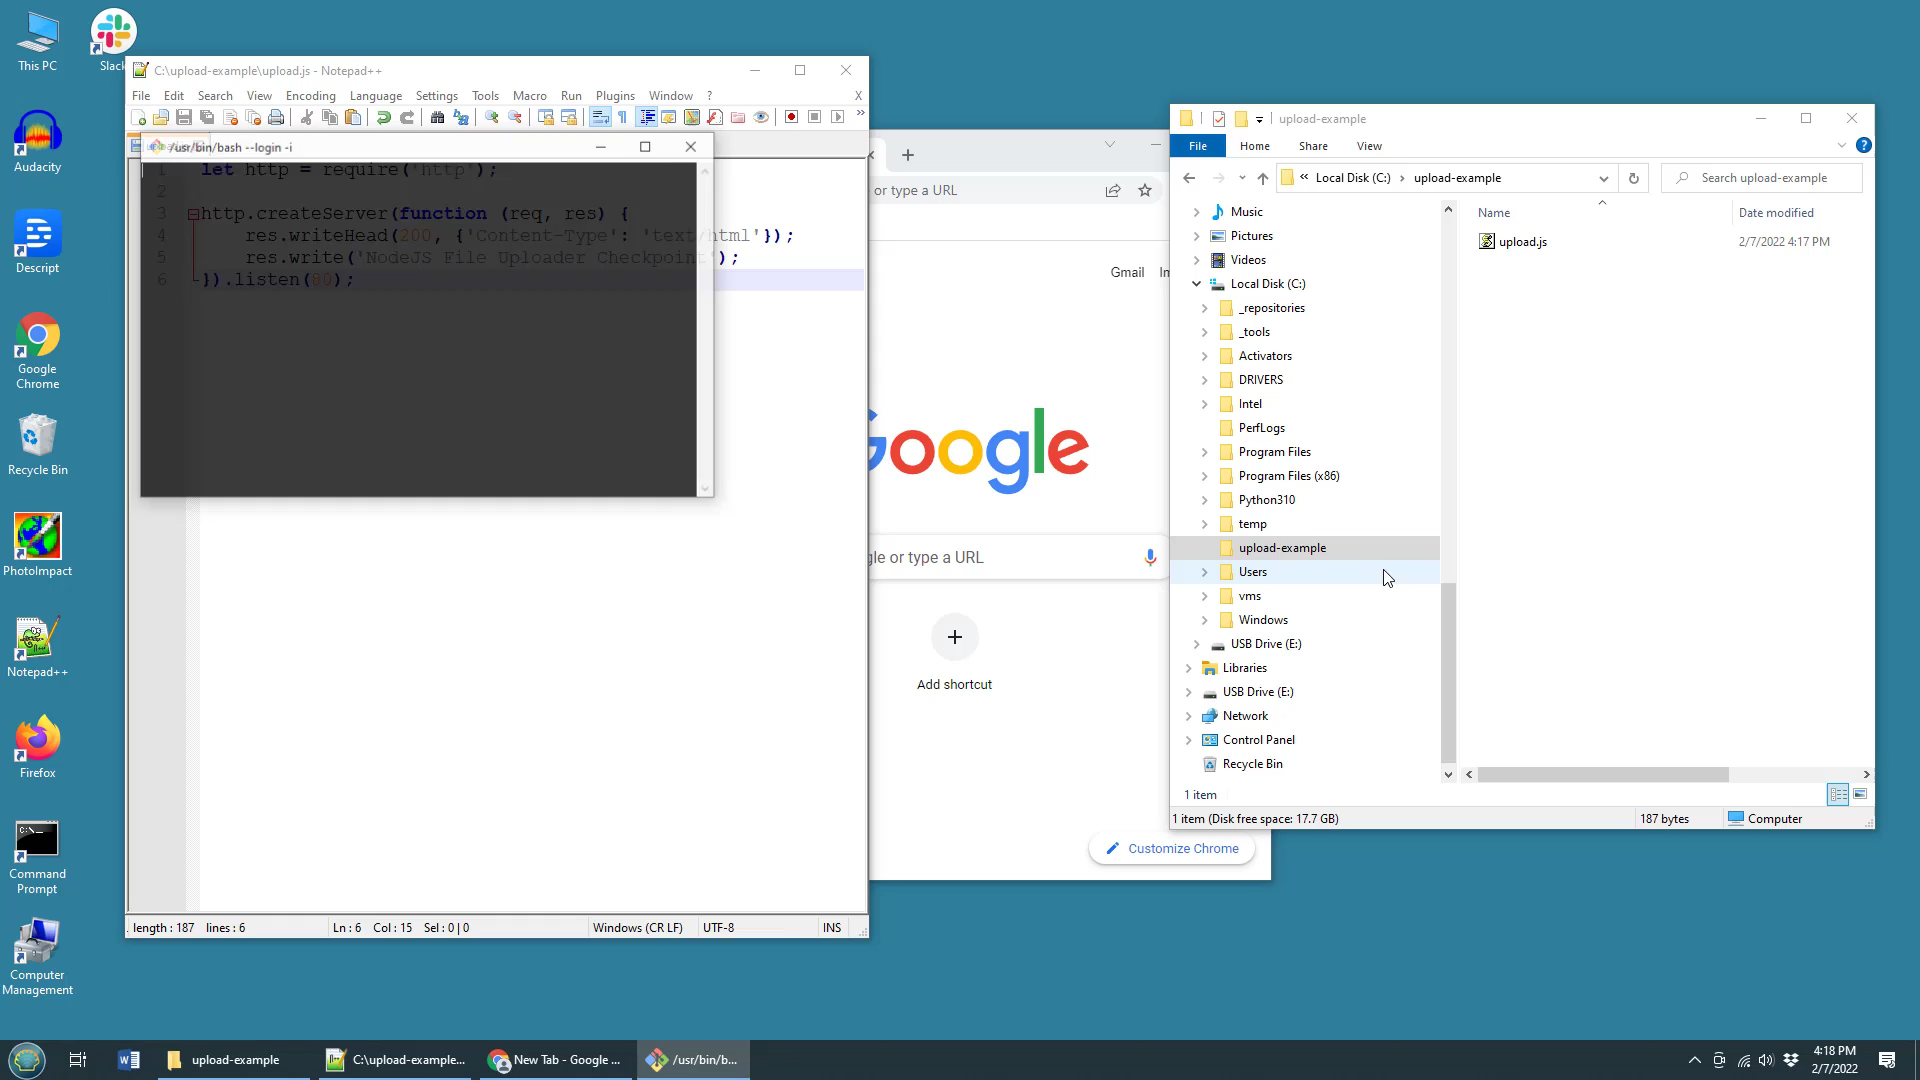 This PC
Slack
Audacity
Descript
Google
Chrome
Recycle Bin
PhotoImpact
Notepad++
Firefox
Command
Prompt
Computer
Management
C:\upload-example\upload.js - Notepad++
File Edit Search View Encoding Language Settings Tools Macro Run Plugins Window ? X
/usr/bin/bash --login -i
1 let http = require('http');
2
3 http.createServer(function (req, res) {
4 res.writeHead(200, {'Content-Type': 'text/html'});
5 res.write('NodeJS File Uploader Checkpoint');
6 }).listen(80);
length : 187 lines : 6 Ln : 6 Col : 15 Sel : 0 | 0 Windows (CR LF) UTF-8 INS
or type a URL
Gmail
Google
gle or type a URL
Add shortcut
Customize Chrome
upload-example
File Home Share View
« Local Disk (C:) › upload-example
Search upload-example
Music
Pictures
Videos
Local Disk (C:)
_repositories
_tools
Activators
DRIVERS
Intel
PerfLogs
Program Files
Program Files (x86)
Python310
temp
upload-example
Users
vms
Windows
USB Drive (E:)
Libraries
USB Drive (E:)
Network
Control Panel
Recycle Bin
Name Date modified
upload.js 2/7/2022 4:17 PM
1 item
1 item (Disk free space: 17.7 GB) 187 bytes Computer
upload-example
C:\upload-example...
New Tab - Google ...
/usr/bin/b...
4:18 PM
2/7/2022